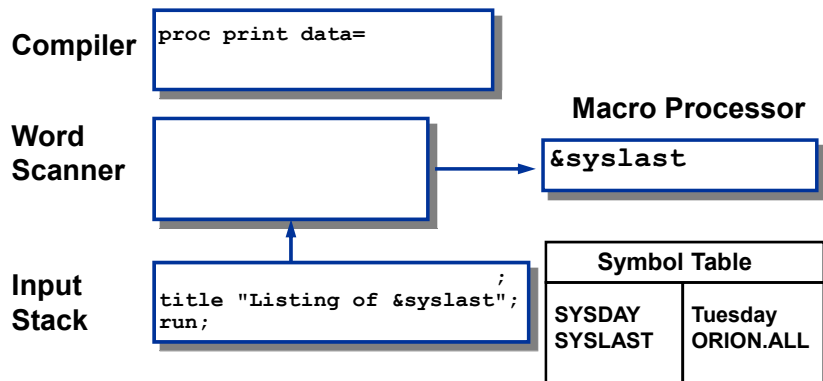 Compiler
proc print data=
Macro Processor
Word
Scanner
&syslast
Input
Stack
;
title "Listing of &syslast";
run;
Symbol Table
SYSDAY Tuesday
SYSLAST ORION.ALL